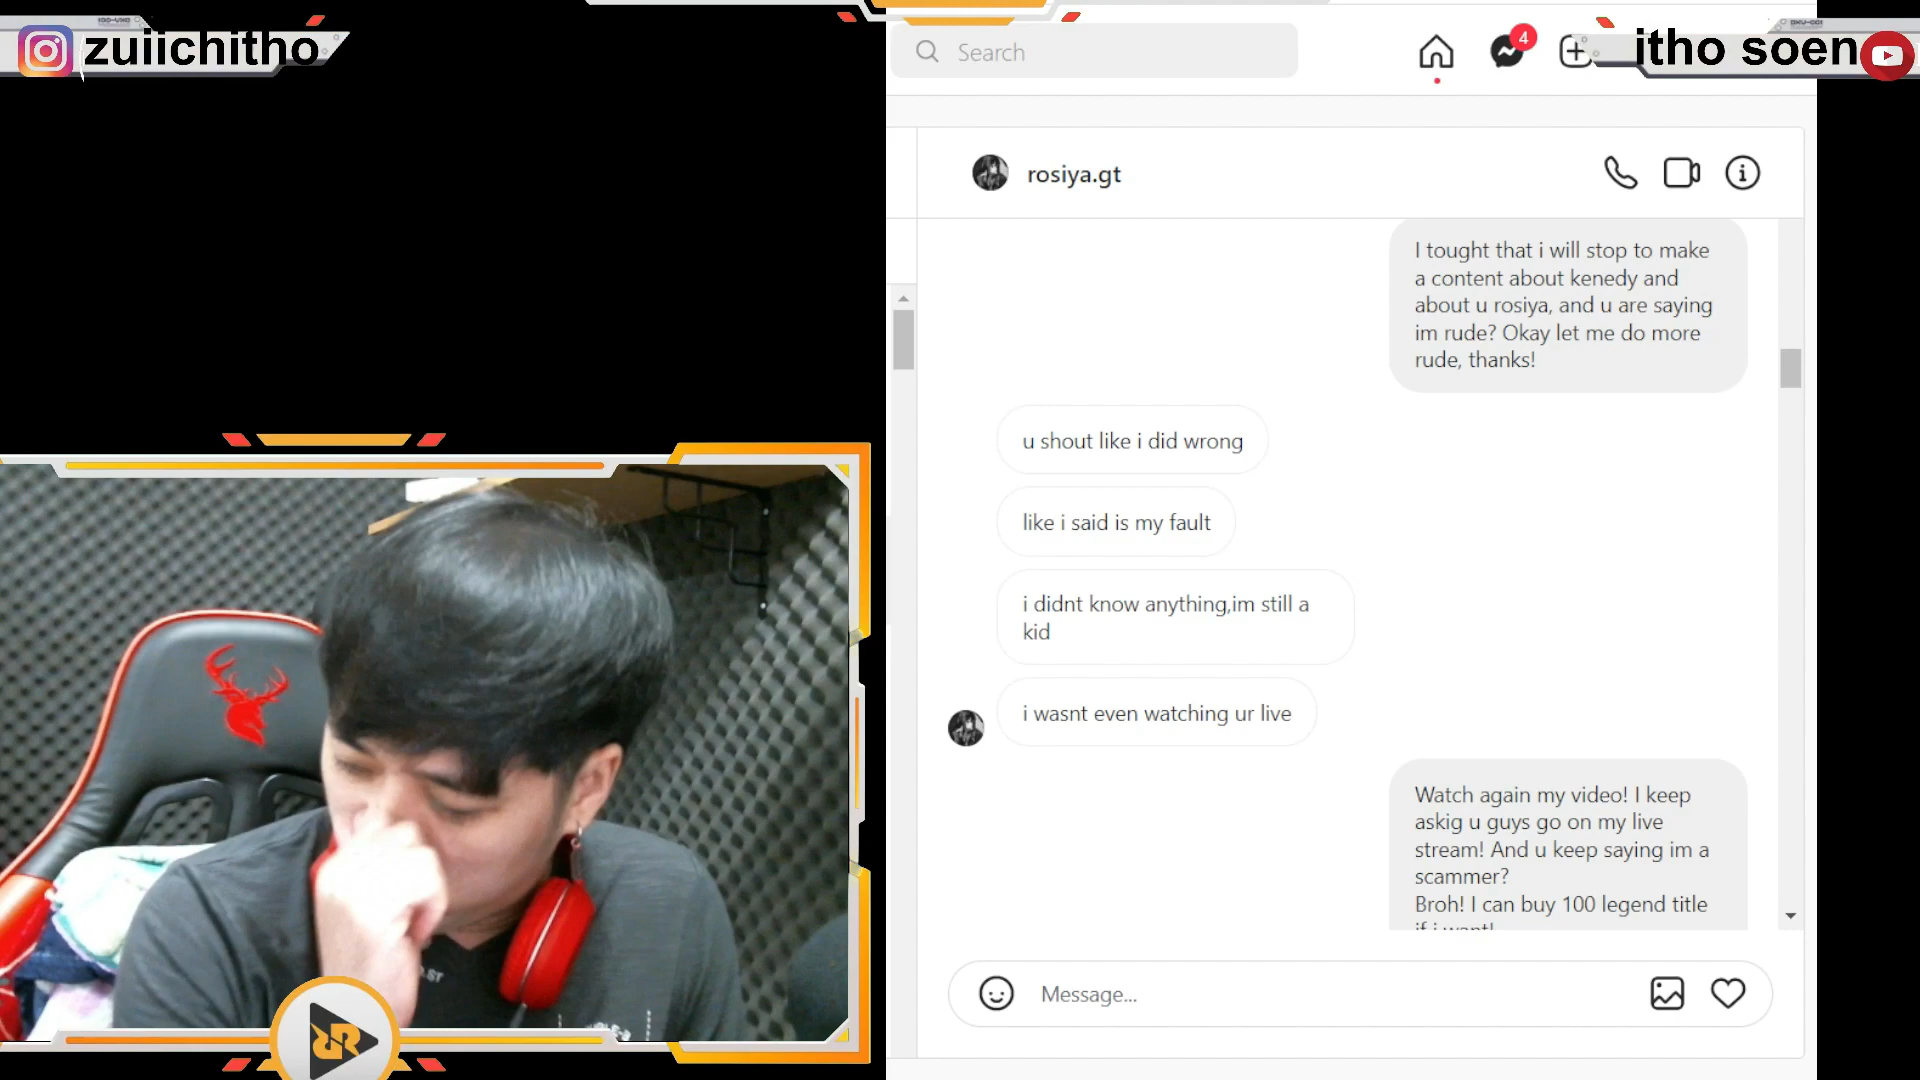 zuiichitho
Search
4
itho soen
rosiya.gt
I tought that i will stop to make
a content about kenedy and
about u rosiya, and u are saying
im rude? Okay let me do more
rude, thanks!
u shout like i did wrong
like i said is my fault
i didnt know anything,im still a
kid
i wasnt even watching ur live
Watch again my video! I keep
askig u guys go on my live
stream! And u keep saying im a
scammer?
Broh! I can buy 100 legend title
if i want!
Message...